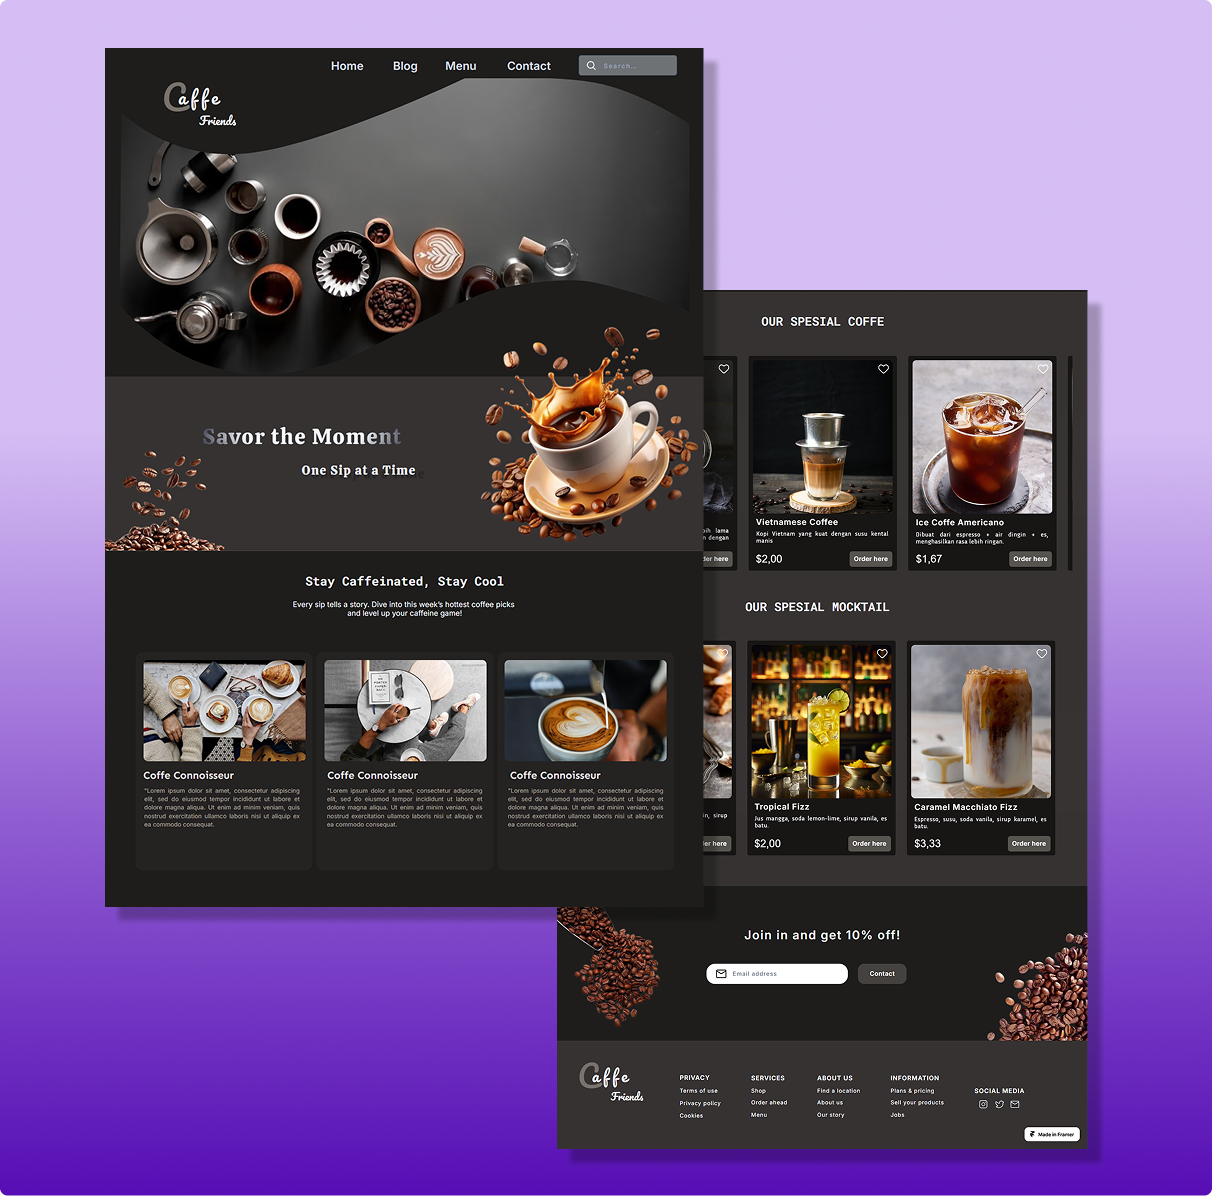 Home
Blog
Menu
Contact
Search...
Caffe
Friends
Savor the Moment
One Sip at a Time
Stay Caffeinated, Stay Cool
Every sip tells a story. Dive into this week's hottest coffee picks
and level up your caffeine game!
Coffe Connoisseur
"Lorem ipsum dolor sit amet, consectetur adipiscing
elit, sed do eiusmod tempor incididunt ut labore et
dolore magna aliqua. Ut enim ad minim veniam, quis
nostrud exercitation ullamco laboris nisi ut aliquip ex
ea commodo consequat.
Coffe Connoisseur
"Lorem ipsum dolor sit amet, consectetur adipiscing
elit, sed do eiusmod tempor incididunt ut labore et
dolore magna aliqua. Ut enim ad minim veniam, quis
nostrud exercitation ullamco laboris nisi ut aliquip ex
ea commodo consequat.
Coffe Connoisseur
"Lorem ipsum dolor sit amet, consectetur adipiscing
elit, sed do eiusmod tempor incididunt ut labore et
dolore magna aliqua. Ut enim ad minim veniam, quis
nostrud exercitation ullamco laboris nisi ut aliquip ex
ea commodo consequat.
OUR SPESIAL COFFE
lama
dengan
here
Vietnamese Coffee
Kopi Vietnam yang kuat dengan susu kental
manis
$2,00
Order here
Ice Coffe Americano
Dibuat dari espresso + air dingin + es,
menghasilkan rasa lebih ringan.
$1,67
Order here
OUR SPESIAL MOCKTAIL
sirup
here
Tropical Fizz
Jus mangga, soda lemon-lime, sirup vanila, es
batu.
$2,00
Order here
Caramel Macchiato Fizz
Espresso, susu, soda vanila, sirup karamel, es
batu.
$3,33
Order here
Join in and get 10% off!
Email address
Contact
Caffe
Friends
PRIVACY
Terms of use
Privacy policy
Cookies
SERVICES
Shop
Order ahead
Menu
ABOUT US
Find a location
About us
Our story
INFORMATION
Plans & pricing
Sell your products
Jobs
SOCIAL MEDIA
Made in Framer